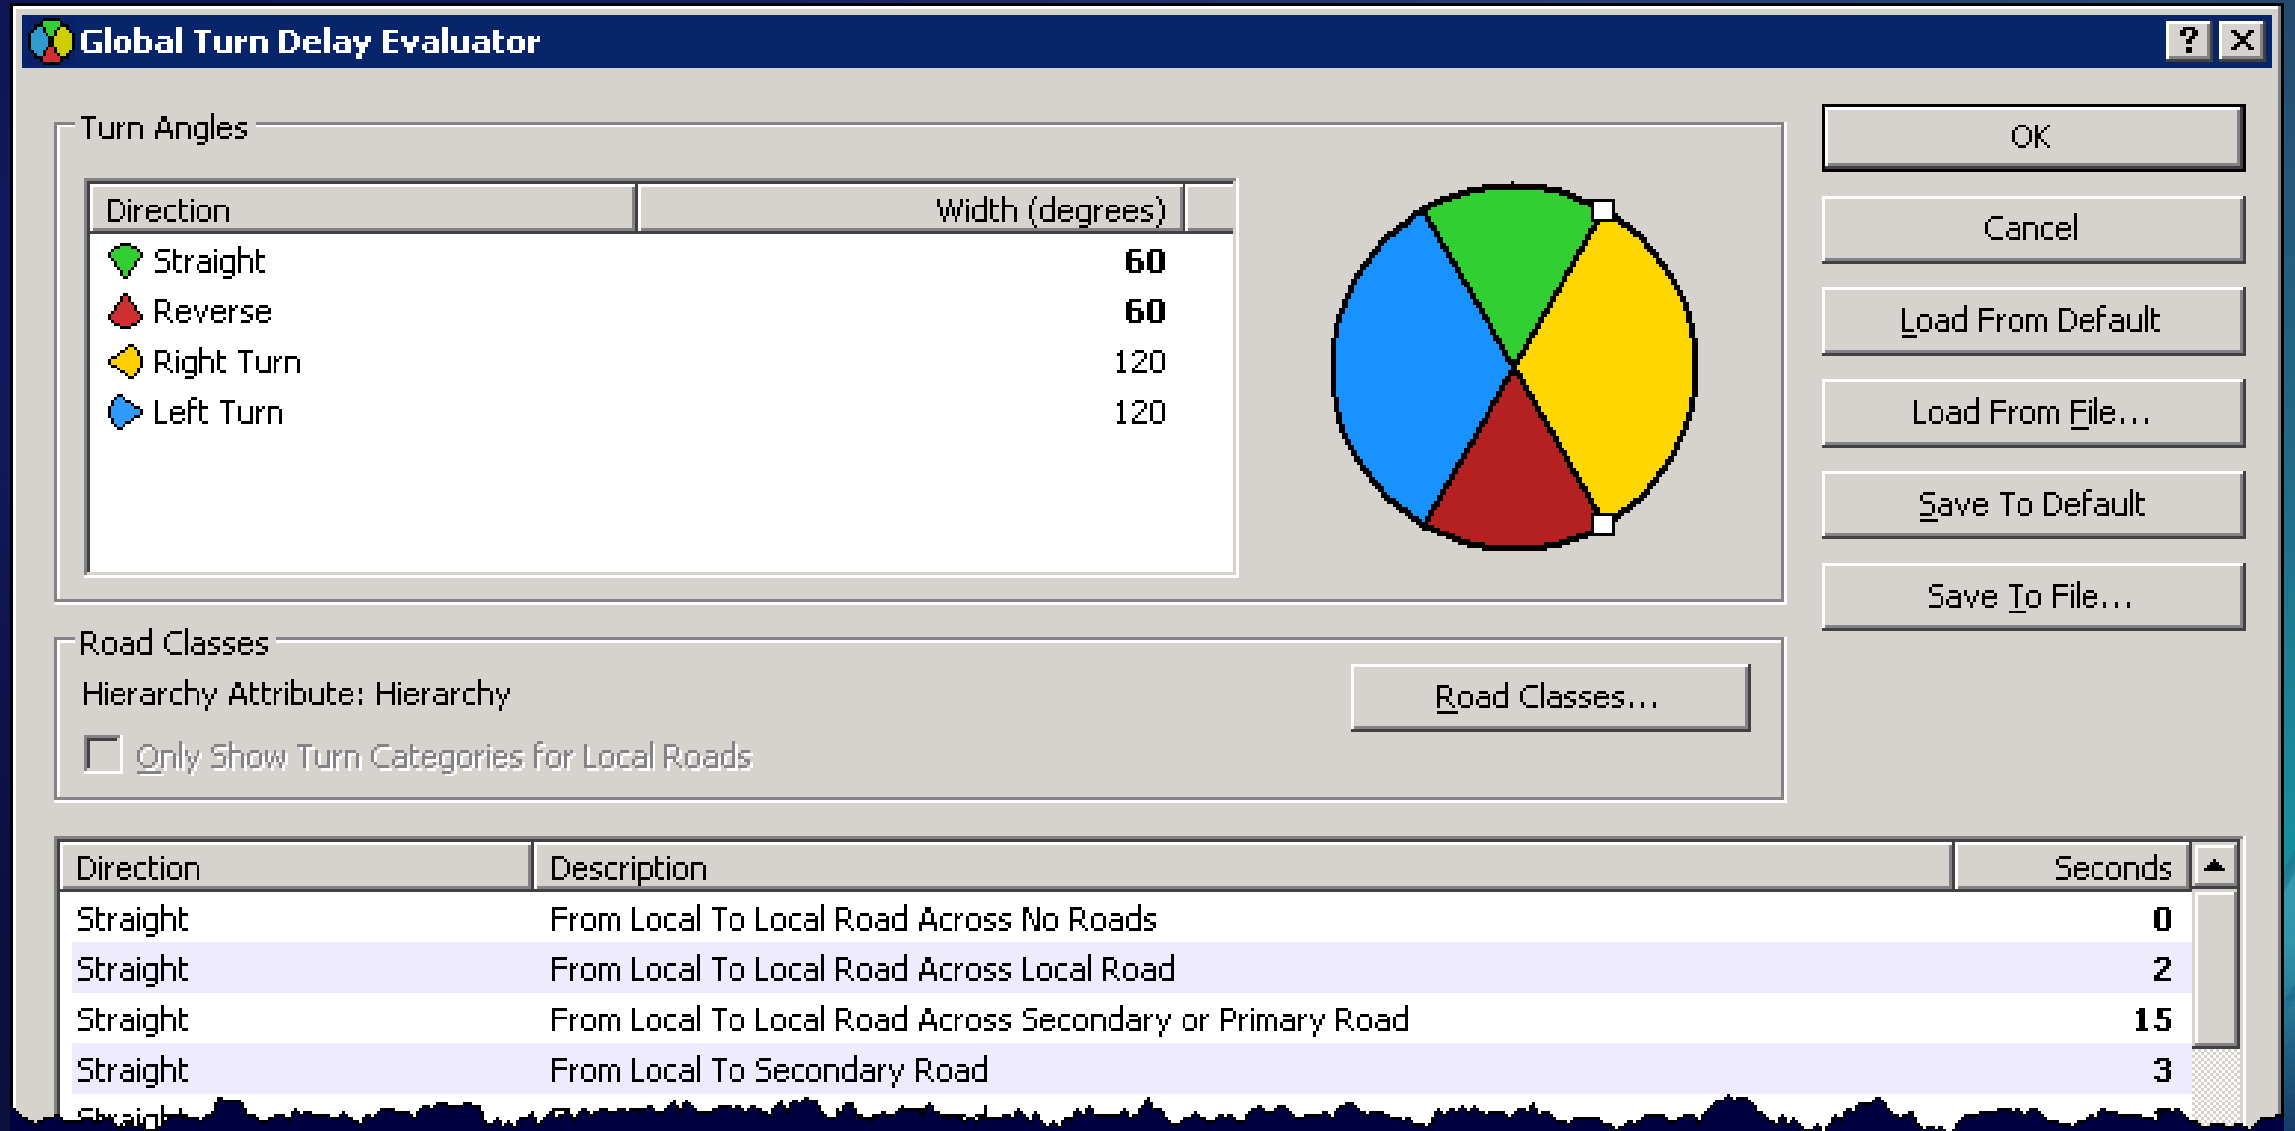 Global Turn Delay Evaluator
?
Turn Angles
Direction Width (degrees)
Straight 60
Reverse 60
Right Turn 120
Left Turn 120
OK
Cancel
Load From Default
Load From File...
Save To Default
Save To File...
Road Classes
Hierarchy Attribute: Hierarchy
Road Classes...
Only Show Turn Categories for Local Roads
Direction Description Seconds
Straight From Local To Local Road Across No Roads 0
Straight From Local To Local Road Across Local Road 2
Straight From Local To Local Road Across Secondary or Primary Road 15
Straight From Local To Secondary Road 3
Straight